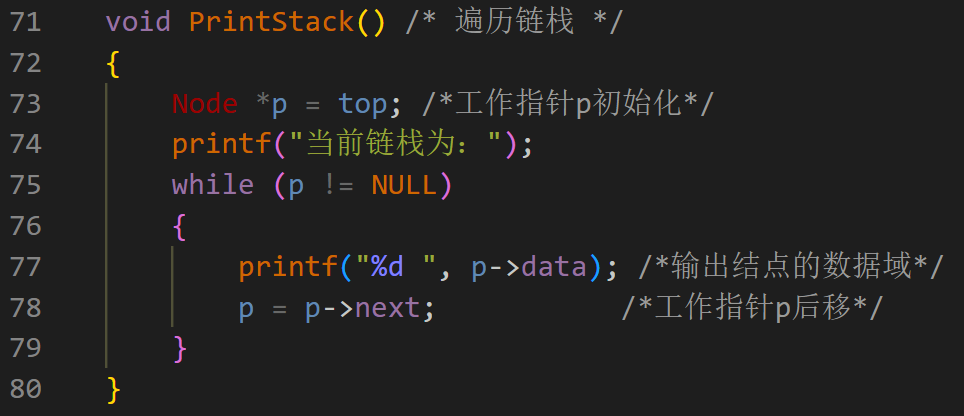 71 void PrintStack() /* 遍历链栈 */
72 {
73 Node *p = top; /*工作指针p初始化*/
74 printf("当前链栈为: ");
75 while (p != NULL)
76 {
77 printf("%d ", p->data); /*输出结点的数据域*/
78 p = p->next; /*工作指针p后移*/
79 }
80 }